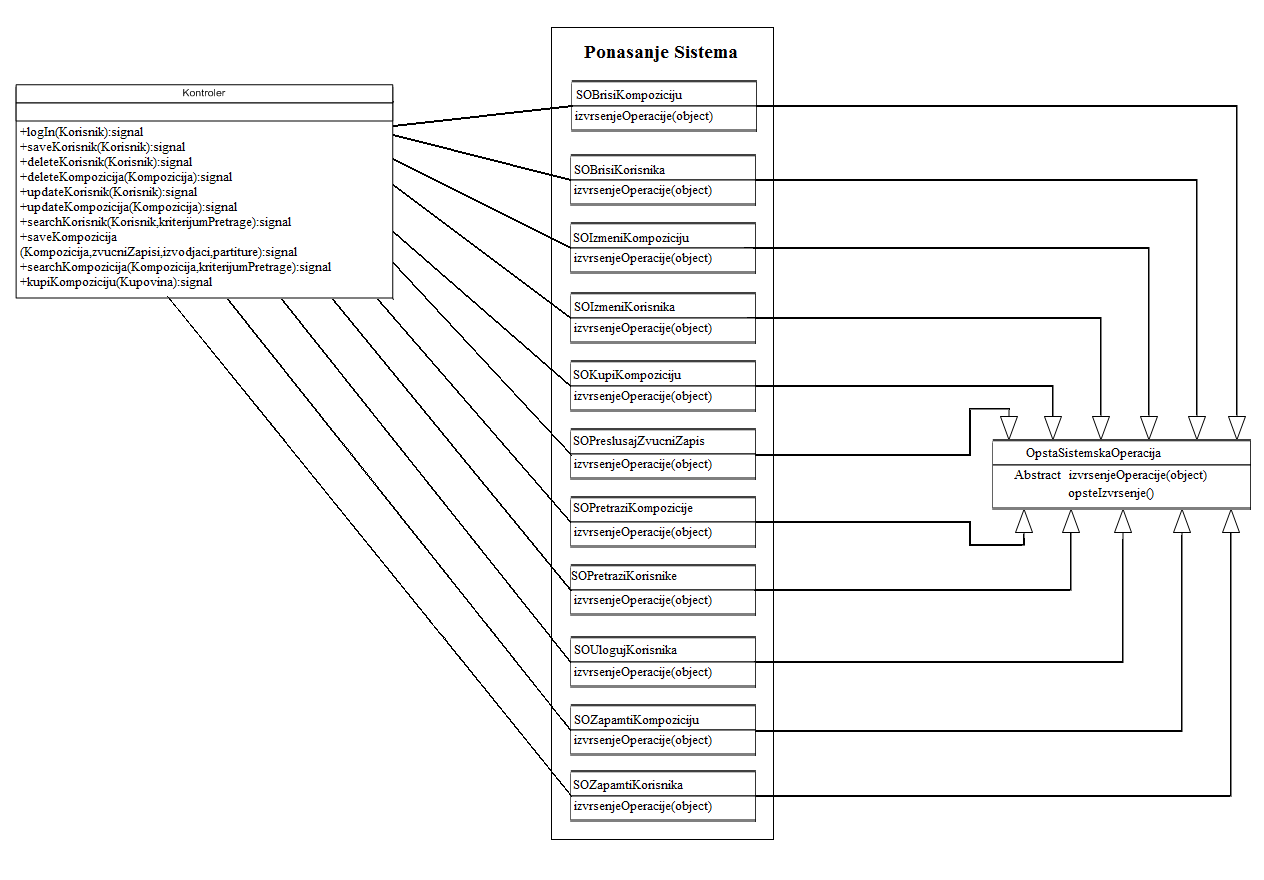 Kontroler
+logIn(Korisnik):signal
+saveKorisnik(Korisnik):signal
+deleteKorisnik(Korisnik):signal
+deleteKompozicija(Kompozicija):signal
+updateKorisnik(Korisnik):signal
+updateKompozicija(Kompozicija):signal
+searchKorisnik(Korisnik,kriterijumPretrage):signal
+saveKompozicija
(Kompozicija,zvucniZapisi,izvodjaci,partiture):signal
+searchKompozicija(Kompozicija,kriterijumPretrage):signal
+kupiKompoziciju(Kupovina):signal
Ponasanje Sistema
SOBrisiKompoziciju
izvrsenjeOperacije(object)
SOBrisiKorisnika
izvrsenjeOperacije(object)
SOIzmeniKompoziciju
izvrsenjeOperacije(object)
SOIzmeniKorisnika
izvrsenjeOperacije(object)
SOKupiKompoziciju
izvrsenjeOperacije(object)
SOPreslusajZvucniZapis
izvrsenjeOperacije(object)
SOPretraziKompozicije
izvrsenjeOperacije(object)
SOPretraziKorisnike
izvrsenjeOperacije(object)
SOUlogujKorisnika
izvrsenjeOperacije(object)
SOZapamtiKompoziciju
izvrsenjeOperacije(object)
SOZapamtiKorisnika
izvrsenjeOperacije(object)
OpstaSistemskaOperacija
Abstract izvrsenjeOperacije(object)
opsteIzvrsenje()